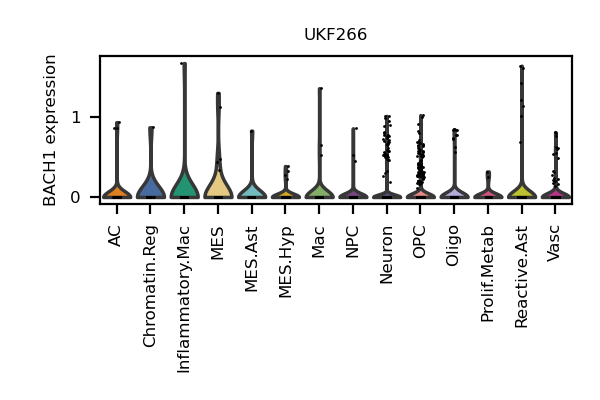 UKF266
BACH1 expression
1
0
AC
Chromatin.Reg
Inflammatory.Mac
MES
MES.Ast
MES.Hyp
Mac
NPC
Neuron
OPC
Oligo
Prolif.Metab
Reactive.Ast
Vasc